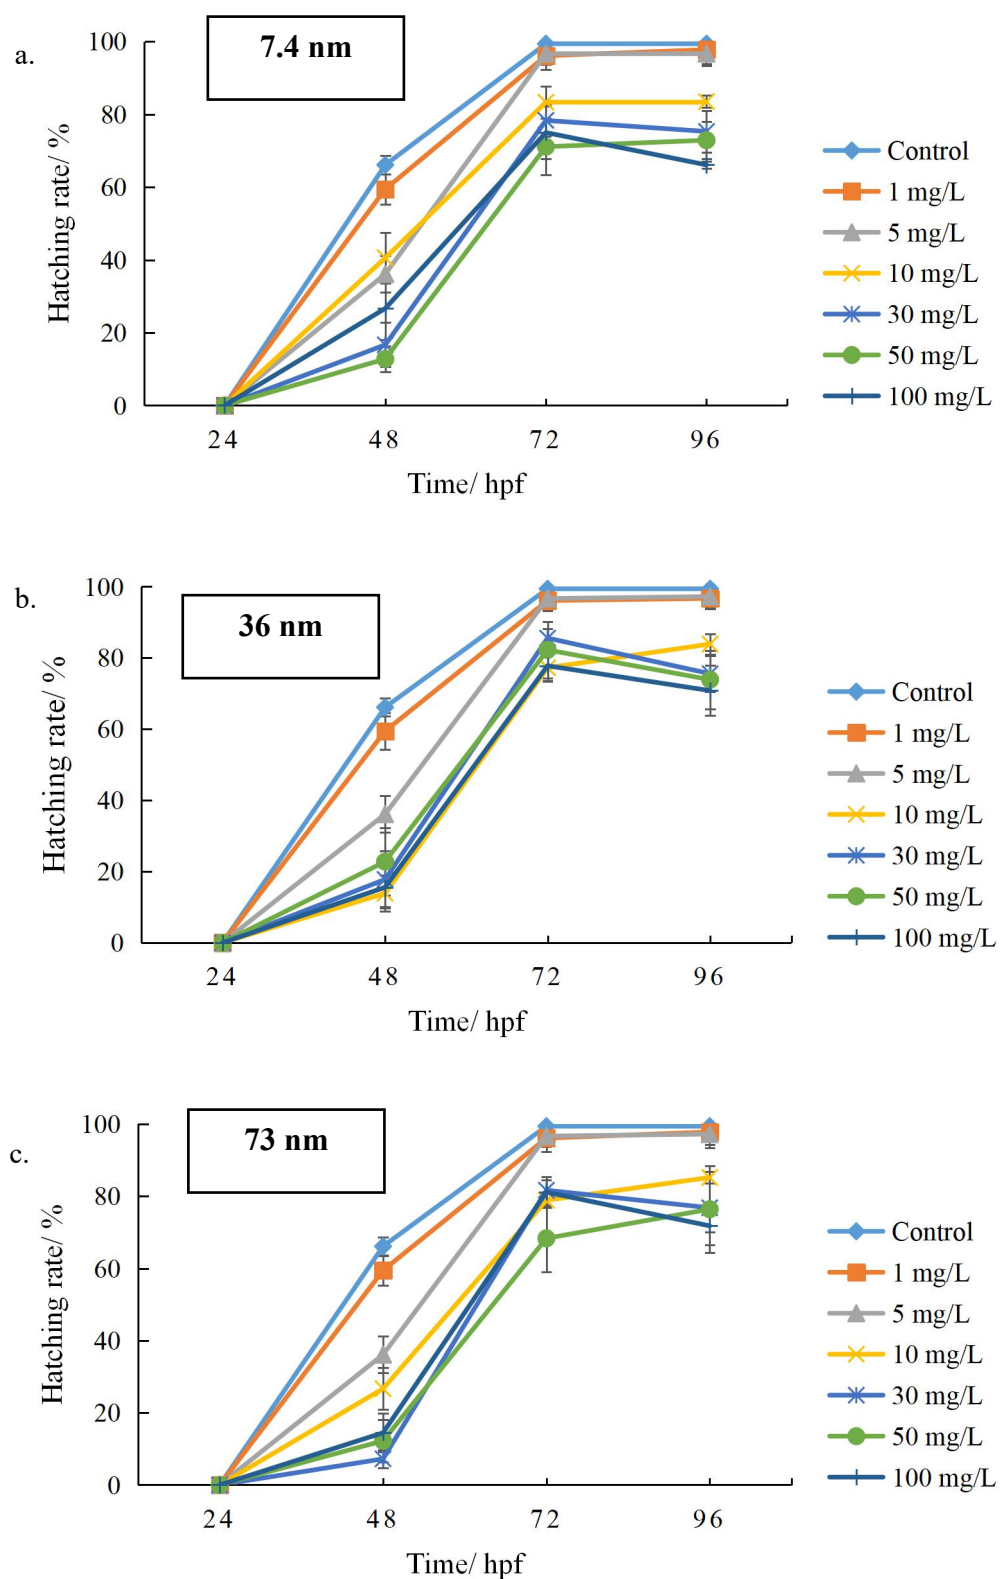 a.
7.4 nm
100
80
60
40
20
0
Hatching rate/ %
24 48 72 96
Time/ hpf
Control
1 mg/L
5 mg/L
10 mg/L
30 mg/L
50 mg/L
100 mg/L
b.
36 nm
100
80
60
40
20
0
Hatching rate/ %
24 48 72 96
Time/ hpf
Control
1 mg/L
5 mg/L
10 mg/L
30 mg/L
50 mg/L
100 mg/L
c.
73 nm
100
80
60
40
20
0
Hatching rate/ %
24 48 72 96
Time/ hpf
Control
1 mg/L
5 mg/L
10 mg/L
30 mg/L
50 mg/L
100 mg/L